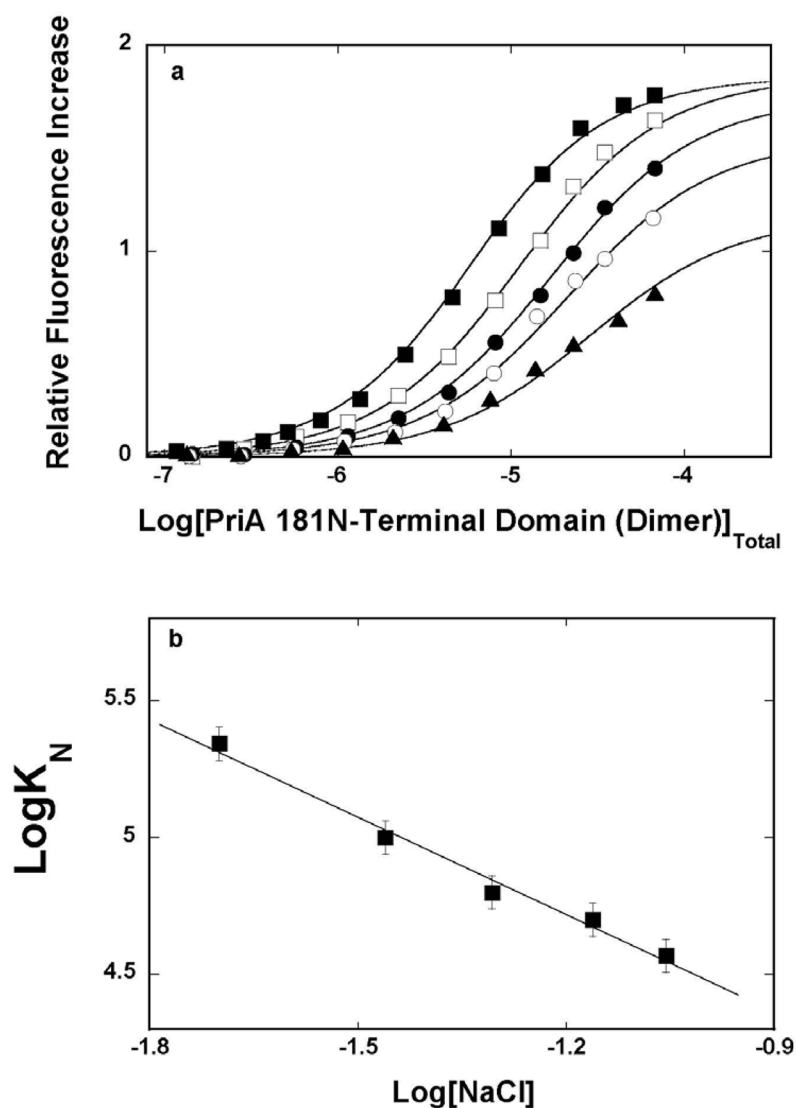 a
2
1
0
Relative Fluorescence Increase
-7 -6 -5 -4
Log[PriA 181N-Terminal Domain (Dimer)]Total
b
5.5
5
4.5
LogKN
-1.8 -1.5 -1.2 -0.9
Log[NaCl]